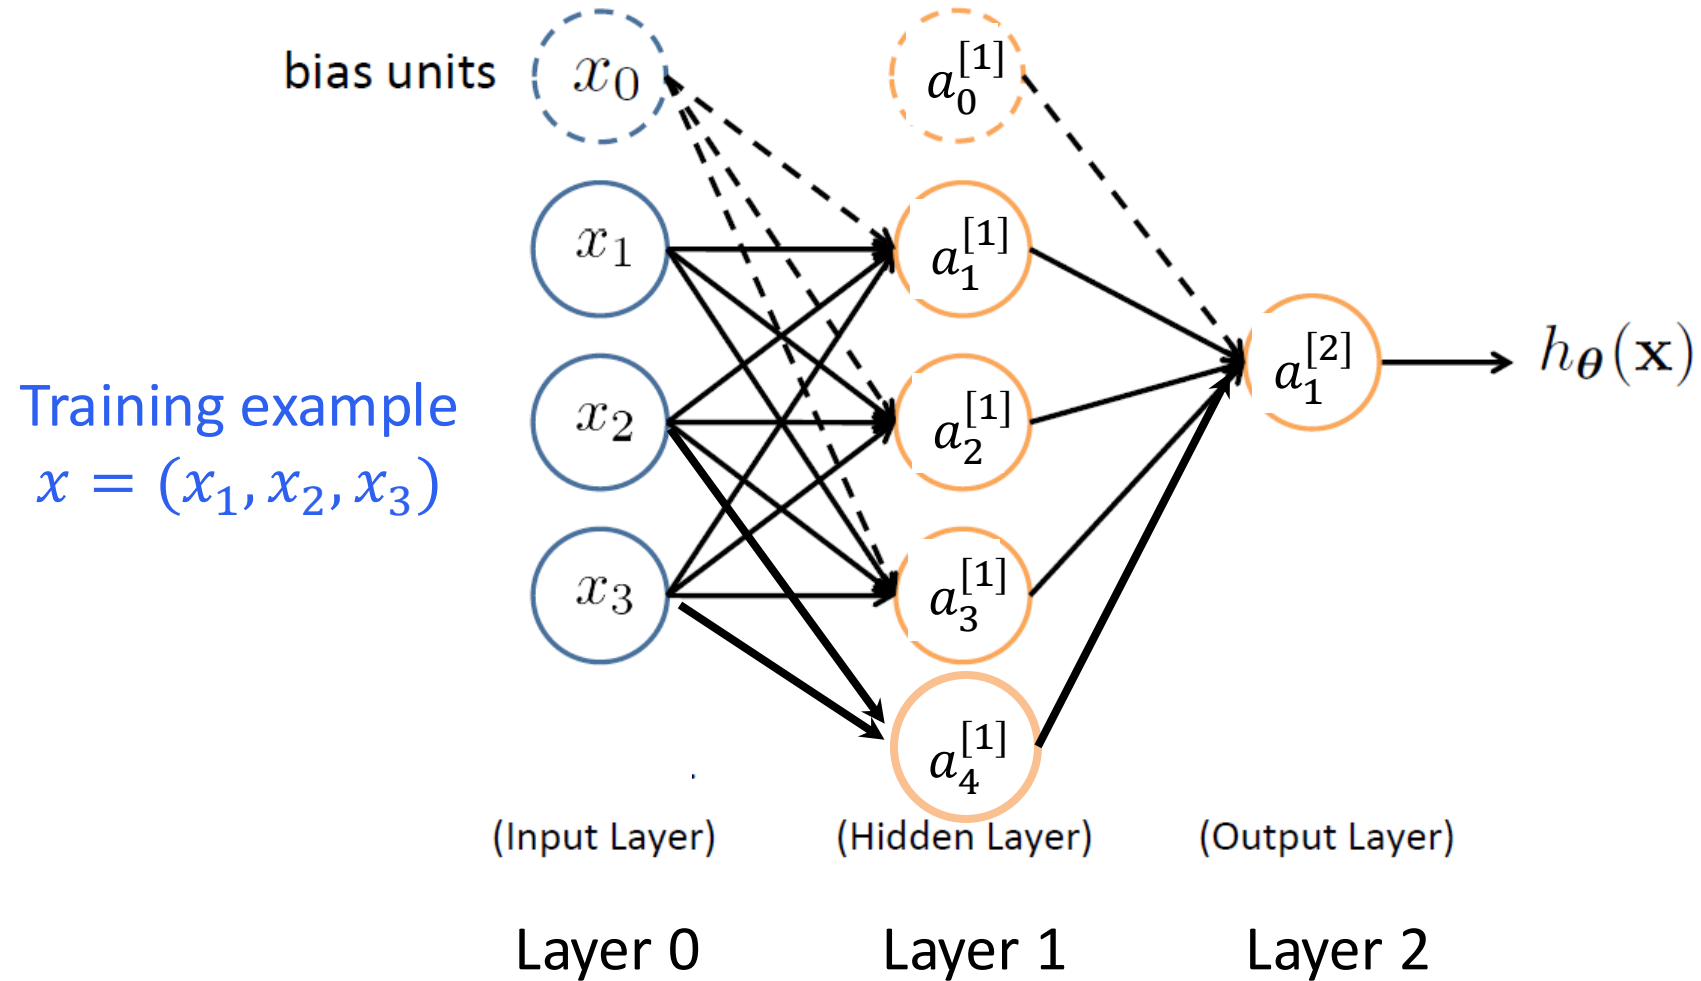 bias units
x₀
a₀^[1]
x₁
a₁^[1]
x₂
a₂^[1]
x₃
a₃^[1]
a₄^[1]
a₁^[2]
h_θ(x)
Training example
x = (x₁, x₂, x₃)
(Input Layer)
(Hidden Layer)
(Output Layer)
Layer 0
Layer 1
Layer 2